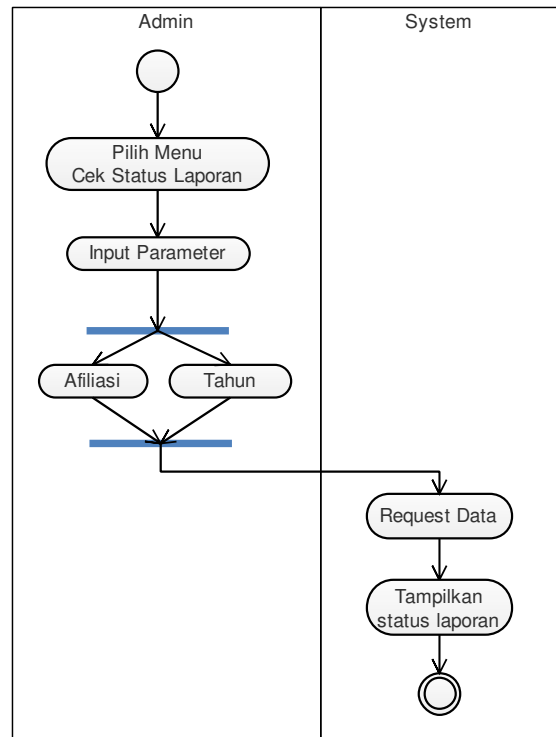 Admin
System
Pilih Menu
Cek Status Laporan
Input Parameter
Afiliasi
Tahun
Request Data
Tampilkan
status laporan